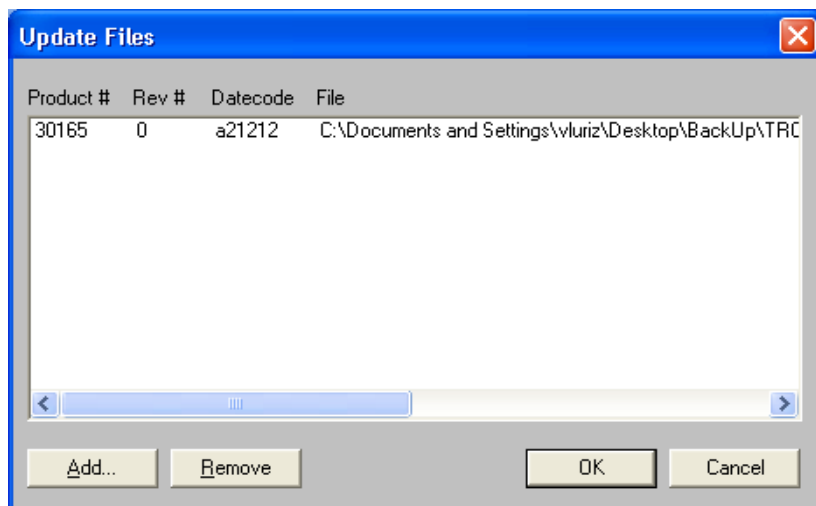 Update Files
Product # Rev # Datecode File
30165 0 a21212 C:\Documents and Settings\vluriz\Desktop\BackUp\TRC
Add... Remove OK Cancel